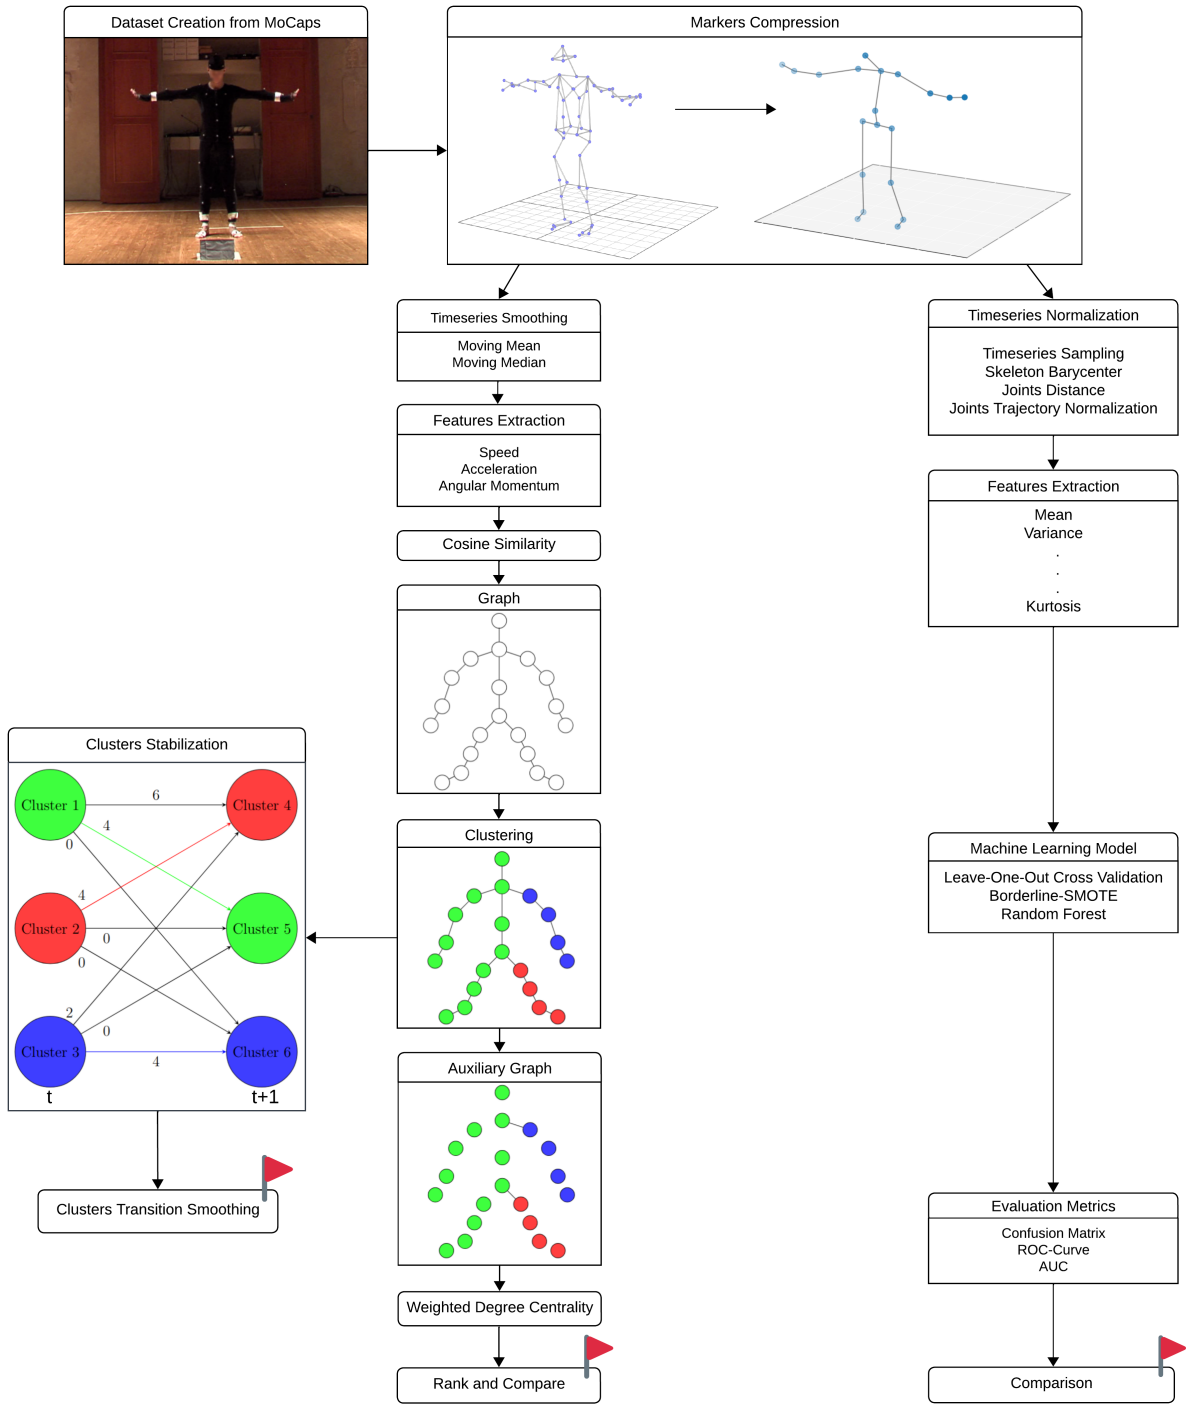 Dataset Creation from MoCaps
Markers Compression
Timeseries Smoothing
Moving Mean
Moving Median
Features Extraction
Speed
Acceleration
Angular Momentum
Cosine Similarity
Graph
Clustering
Clusters Stabilization
Cluster 1
6
Cluster 4
4
0
4
Cluster 2
0
Cluster 5
0
2
0
Cluster 3
4
Cluster 6
t
t+1
Clusters Transition Smoothing
Auxiliary Graph
Weighted Degree Centrality
Rank and Compare
Timeseries Normalization
Timeseries Sampling
Skeleton Barycenter
Joints Distance
Joints Trajectory Normalization
Features Extraction
Mean
Variance
.
.
.
Kurtosis
Machine Learning Model
Leave-One-Out Cross Validation
Borderline-SMOTE
Random Forest
Evaluation Metrics
Confusion Matrix
ROC-Curve
AUC
Comparison